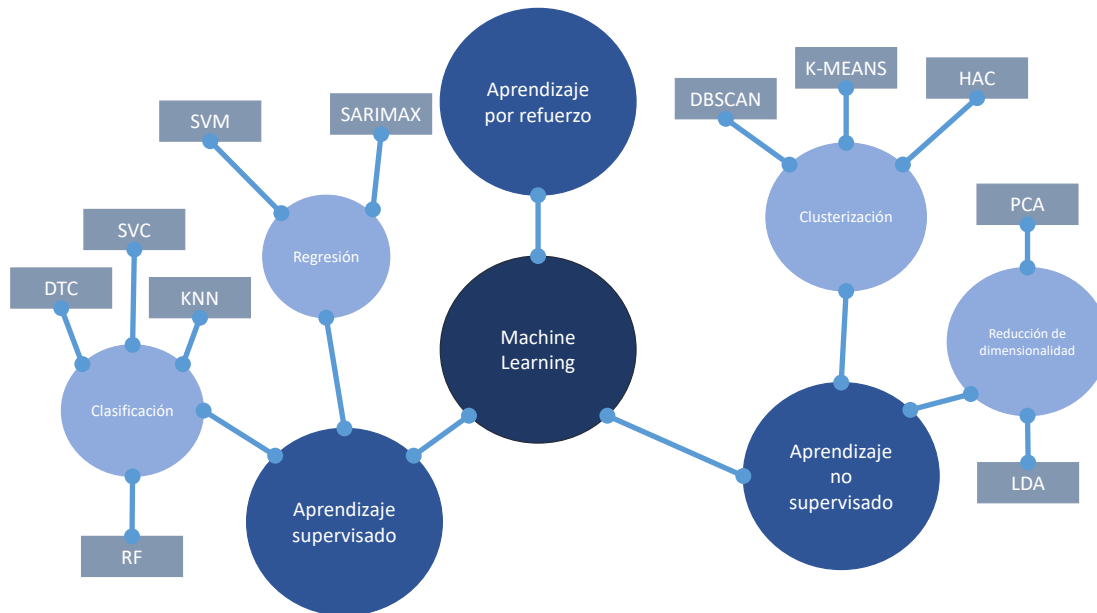 Aprendizaje
por refuerzo
K-MEANS
HAC
DBSCAN
SVM
SARIMAX
Clusterización
PCA
SVC
Regresión
DTC
KNN
Machine
Learning
Reducción de
dimensionalidad
Clasificación
Aprendizaje
no
supervisado
LDA
Aprendizaje
supervisado
RF